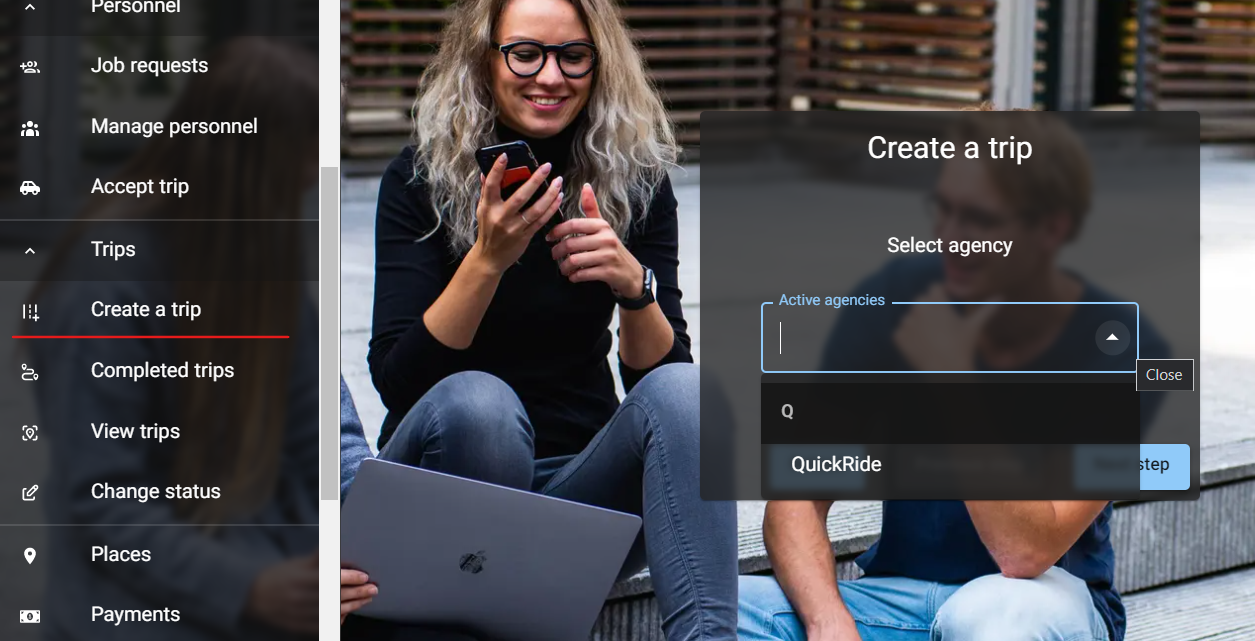 Personnel
Job requests
Manage personnel
Accept trip
Trips
Create a trip
Completed trips
View trips
Change status
Places
Payments
Create a trip
Select agency
Active agencies
Close
Q
QuickRide
step